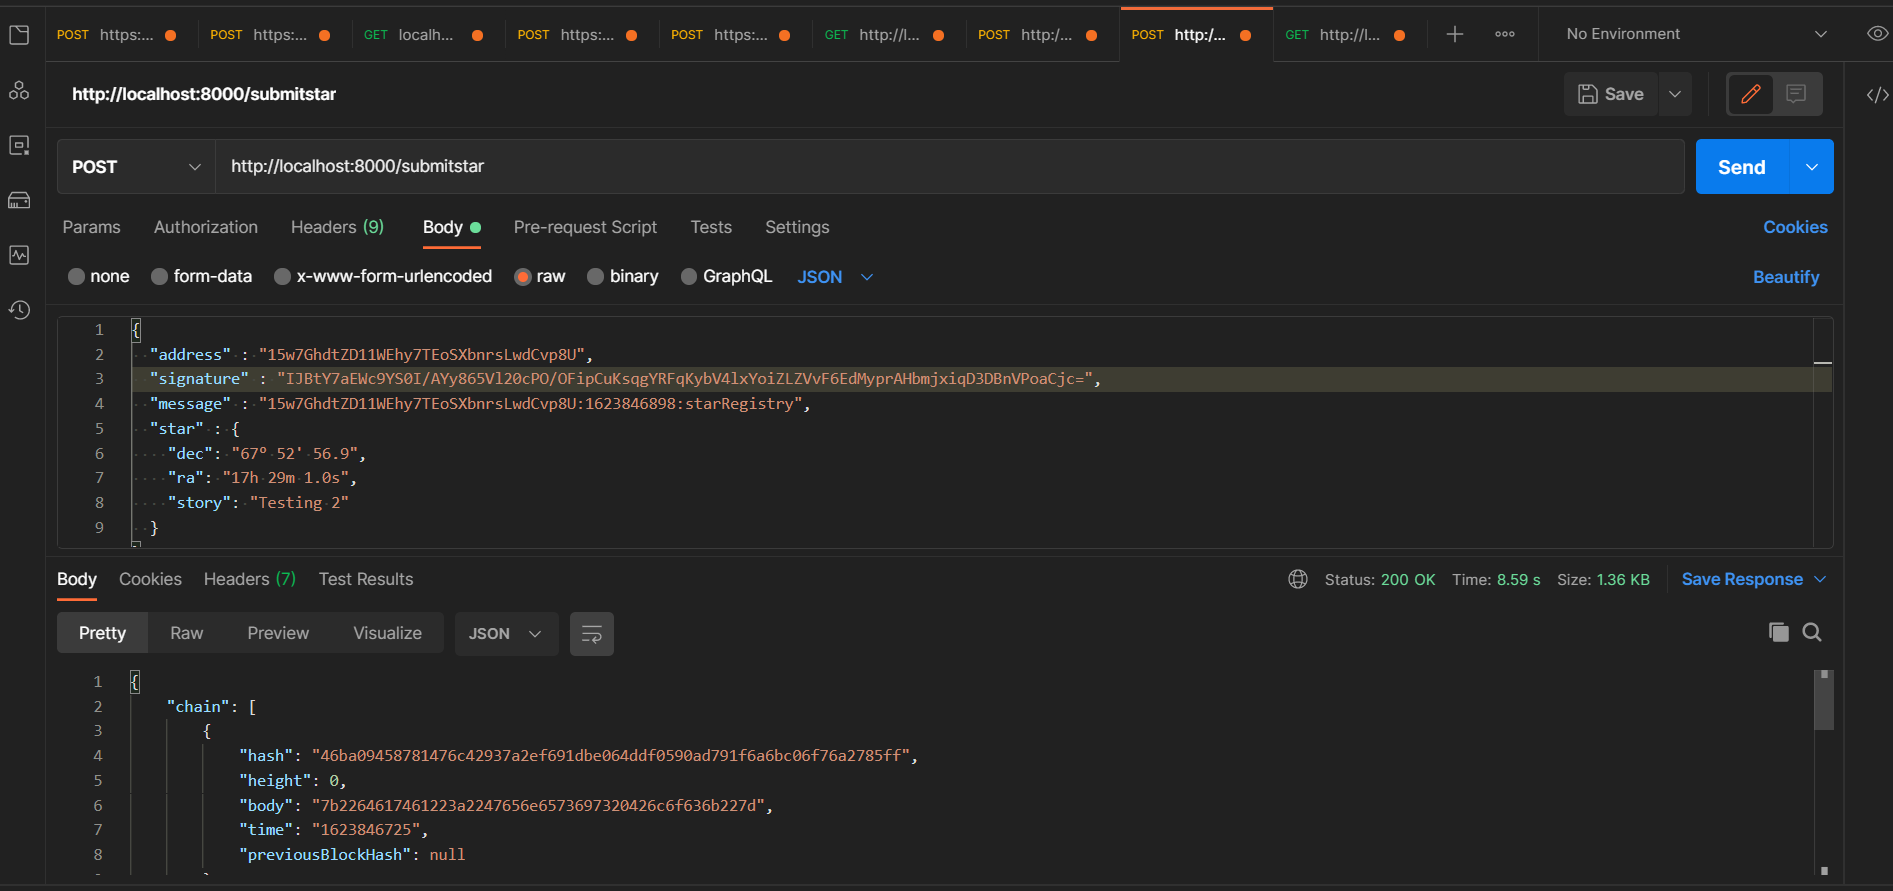 POST https:... POST https:... GET localh... POST https:... POST https:... GET http://l... POST http:/... POST http:/... GET http://l... No Environment
http://localhost:8000/submitstar Save
POST http://localhost:8000/submitstar Send
Params Authorization Headers (9) Body Pre-request Script Tests Settings Cookies
none form-data x-www-form-urlencoded raw binary GraphQL JSON Beautify
1 {
2 "address" : "15w7GhdtZD11WEhy7TEoSXbnrsLwdCvp8U",
3 "signature" : "IJBtY7aEWc9YS0I/AYy865Vl20cPO/OFipCuKsqgYRFqKybV4lxYoiZLZVvF6EdMyprAHbmjxiqD3DBnVPoaCjc=",
4 "message" : "15w7GhdtZD11WEhy7TEoSXbnrsLwdCvp8U:1623846898:starRegistry",
5 "star" : {
6 "dec": "67º 52' 56.9",
7 "ra": "17h 29m 1.0s",
8 "story": "Testing 2"
9 }
Body Cookies Headers (7) Test Results Status: 200 OK Time: 8.59 s Size: 1.36 KB Save Response
Pretty Raw Preview Visualize JSON
1 {
2 "chain": [
3 {
4 "hash": "46ba09458781476c42937a2ef691dbe064ddf0590ad791f6a6bc06f76a2785ff",
5 "height": 0,
6 "body": "7b2264617461223a2247656e6573697320426c6f636b227d",
7 "time": "1623846725",
8 "previousBlockHash": null